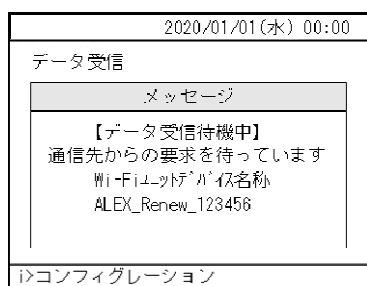 2020/01/01(水) 00:00
データ受信
メッセージ
【データ受信待機中】
通信先からの要求を待っています
Wi-Fiユニットデバイス名称
ALEX_Renew_123456
i>コンフィグレーション